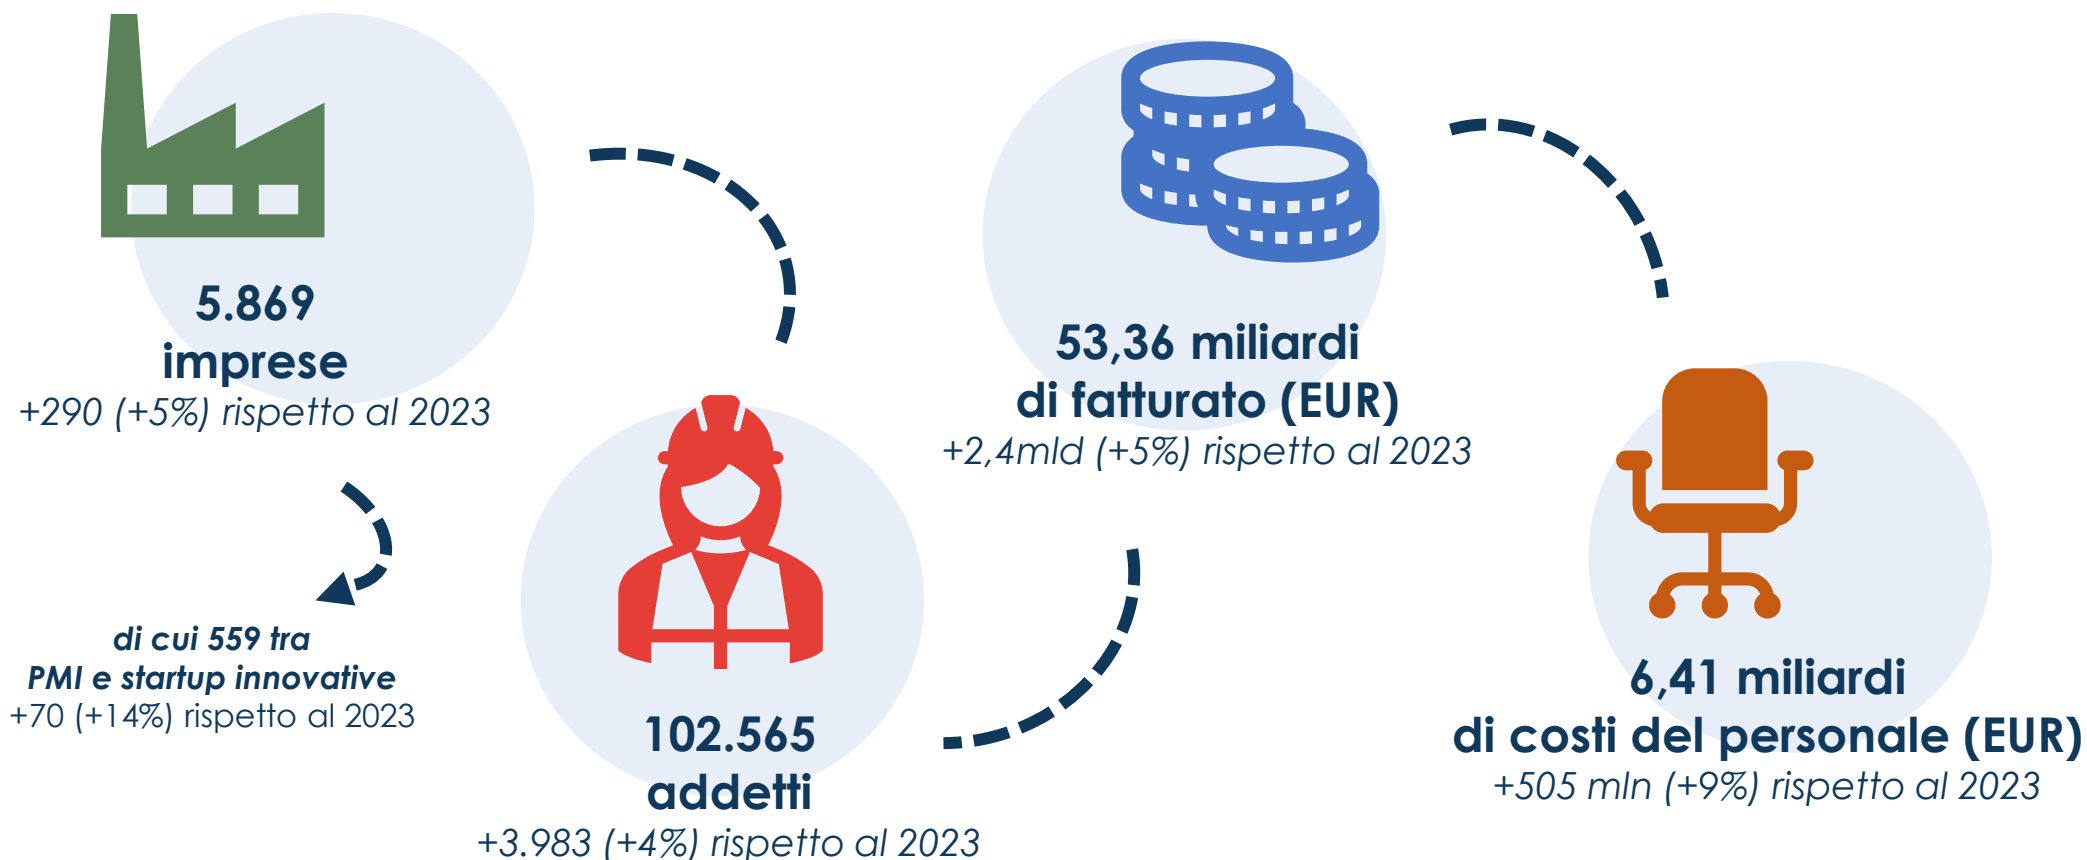 5.869
imprese
+290 (+5%) rispetto al 2023
di cui 559 tra
PMI e startup innovative
+70 (+14%) rispetto al 2023
102.565
addetti
+3.983 (+4%) rispetto al 2023
53,36 miliardi
di fatturato (EUR)
+2,4mld (+5%) rispetto al 2023
6,41 miliardi
di costi del personale (EUR)
+505 mln (+9%) rispetto al 2023